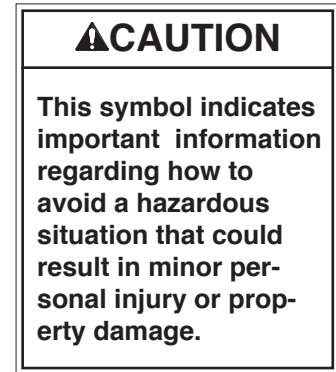 ⚠CAUTION
This symbol indicates
important  information
regarding how to
avoid a hazardous
situation that could
result in minor per-
sonal injury or prop-
erty damage.